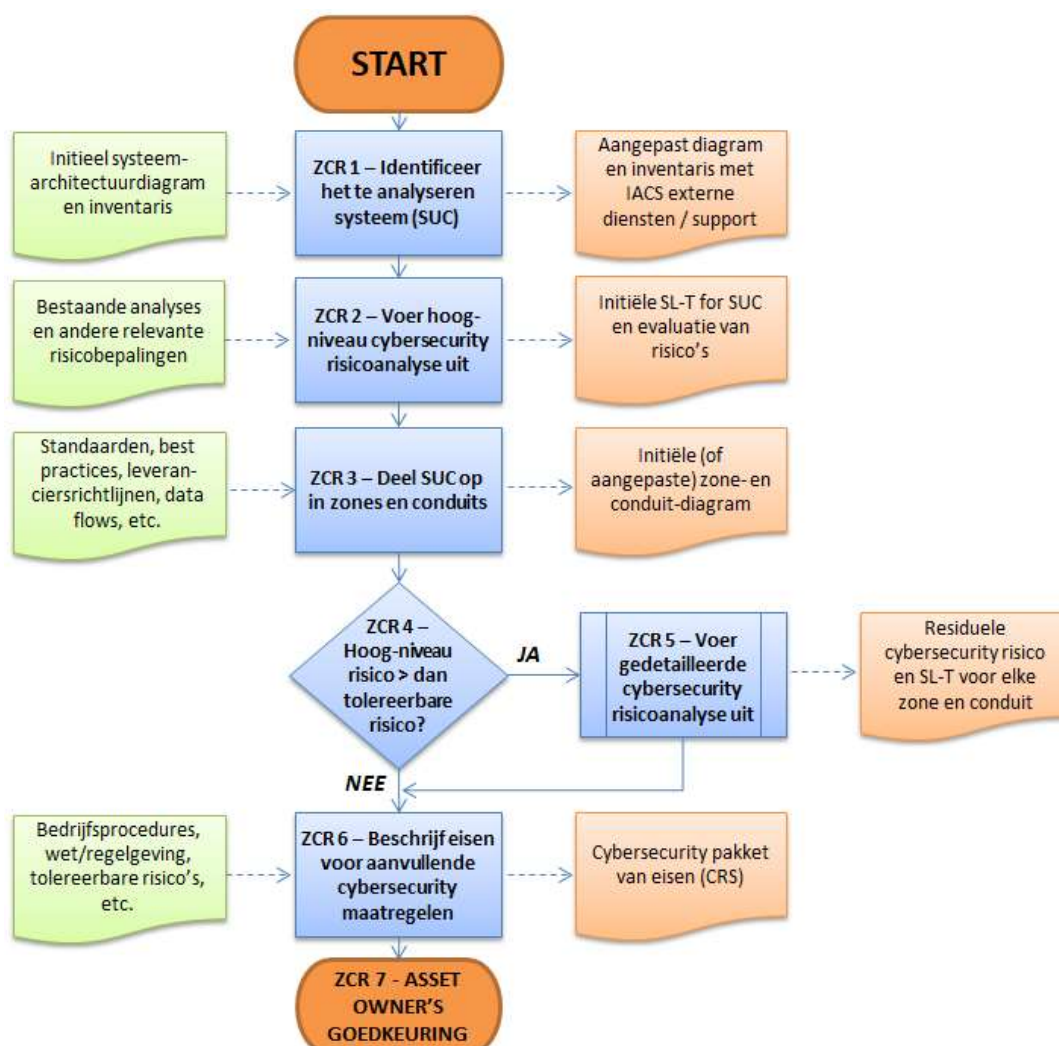 START
Initieel systeem-
architectuurdiagram
en inventaris
ZCR 1 – Identificeer
het te analyseren
systeem (SUC)
Aangepast diagram
en inventaris met
IACS externe
diensten / support
Bestaande analyses
en andere relevante
risicobepalingen
ZCR 2 – Voer hoog-
niveau cybersecurity
risicoanalyse uit
Initiële SL-T for SUC
en evaluatie van
risico's
Standaarden, best
practices, leveran-
ciersrichtlijnen, data
flows, etc.
ZCR 3 – Deel SUC op
in zones en conduits
Initiële (of
aangepaste) zone- en
conduit-diagram
ZCR 4 –
Hoog-niveau
risico > dan
tolereerbare
risico?
JA
ZCR 5 – Voer
gedetailleerde
cybersecurity
risicoanalyse uit
Residuele
cybersecurity risico
en SL-T voor elke
zone en conduit
NEE
Bedrijfsprocedures,
wet/regelgeving,
tolereerbare risico's,
etc.
ZCR 6 – Beschrijf eisen
voor aanvullende
cybersecurity
maatregelen
Cybersecurity pakket
van eisen (CRS)
ZCR 7 - ASSET
OWNER'S
GOEDKEURING